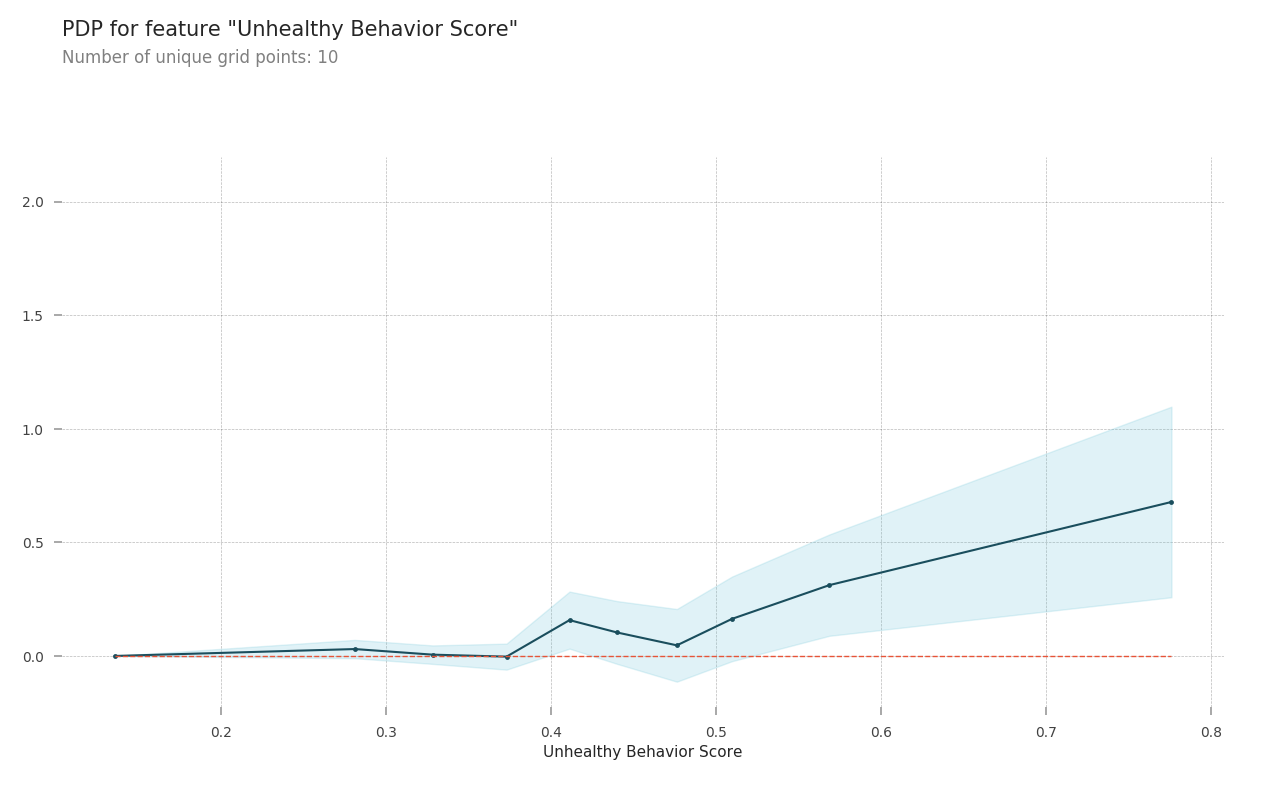 PDP for feature "Unhealthy Behavior Score"
Number of unique grid points: 10
2.0
1.5
1.0
0.5
0.0
0.2 0.3 0.4 0.5 0.6 0.7 0.8
Unhealthy Behavior Score